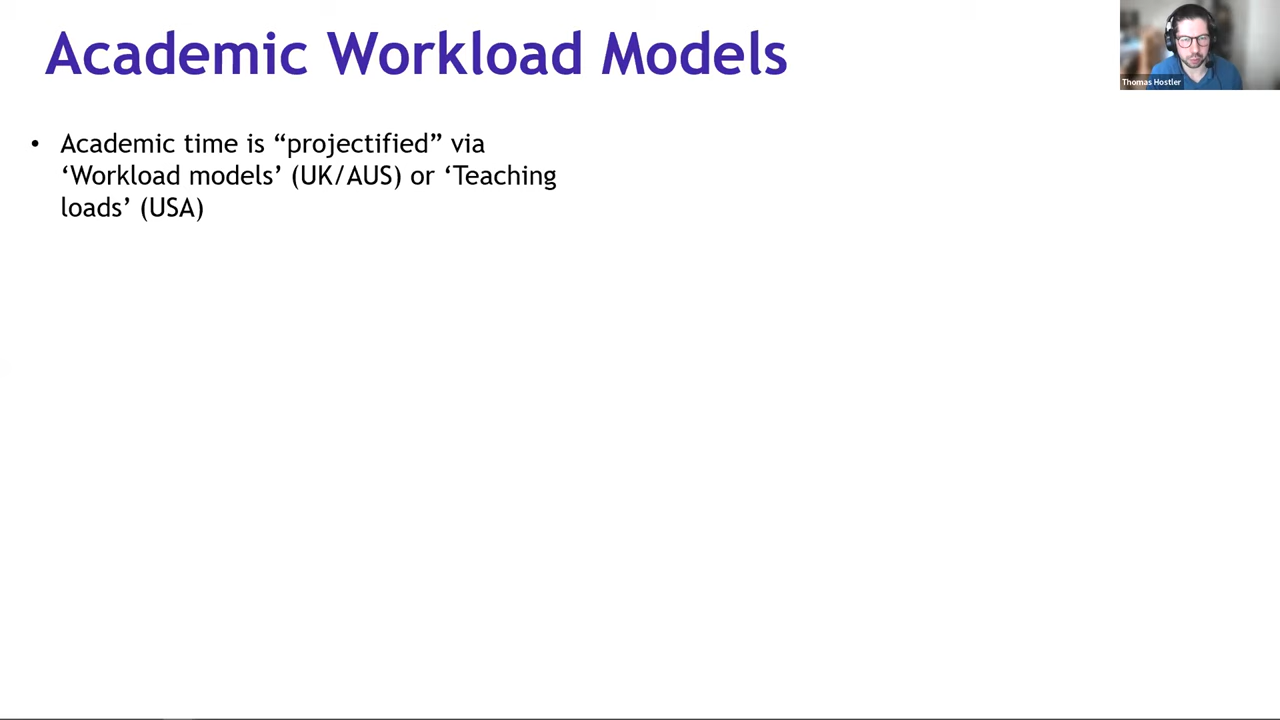 Academic Workload Models
Thomas Hostler
• Academic time is “projectified” via
‘Workload models’ (UK/AUS) or ‘Teaching
loads’ (USA)